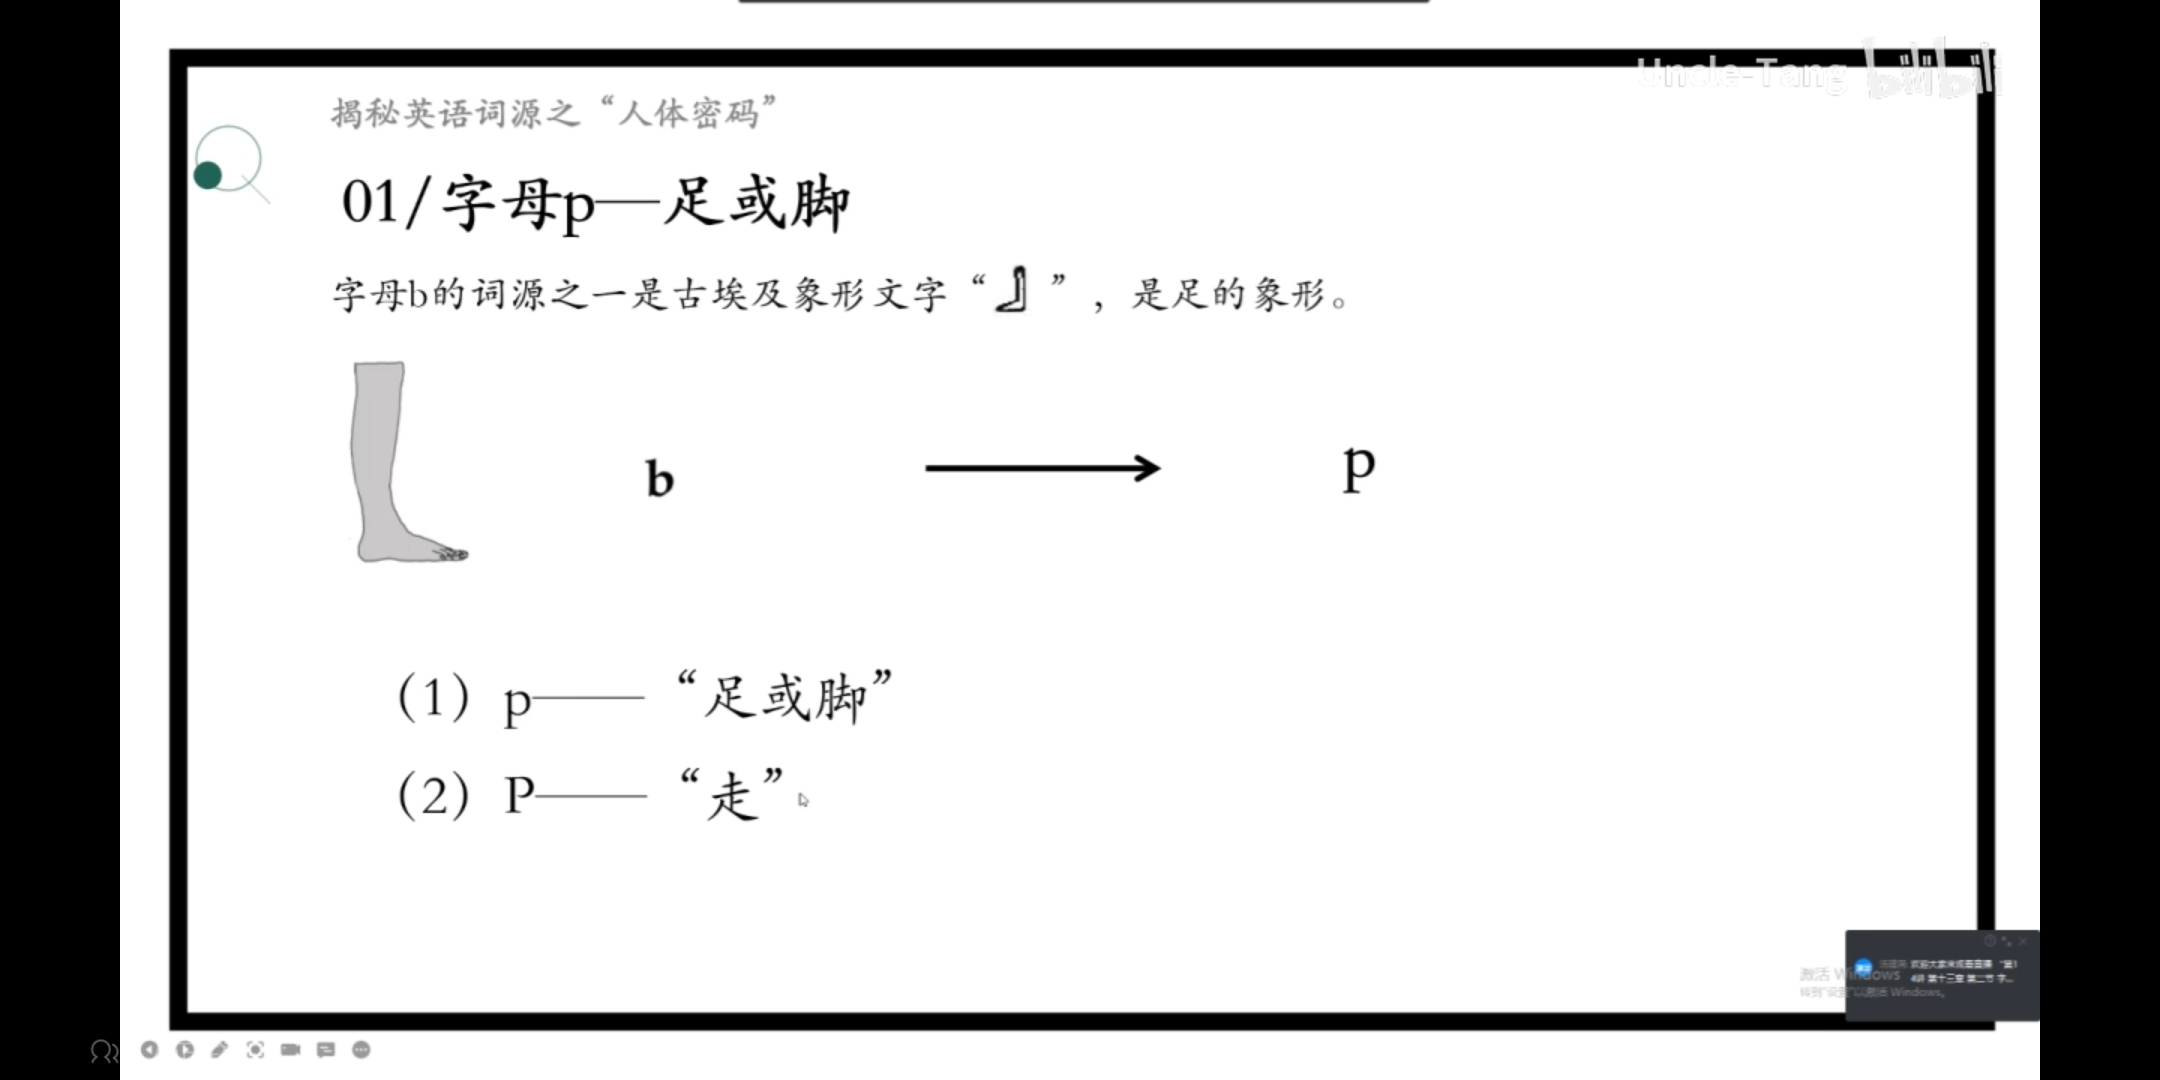 Uncle-Tang bilibili
揭秘英语词源之“人体密码”
01/字母p—足或脚
字母b的词源之一是古埃及象形文字“ ”，是足的象形。
b
p
（1）p——“足或脚”
（2）P——“走”
激活 Windows
转到“设置”以激活 Windows。